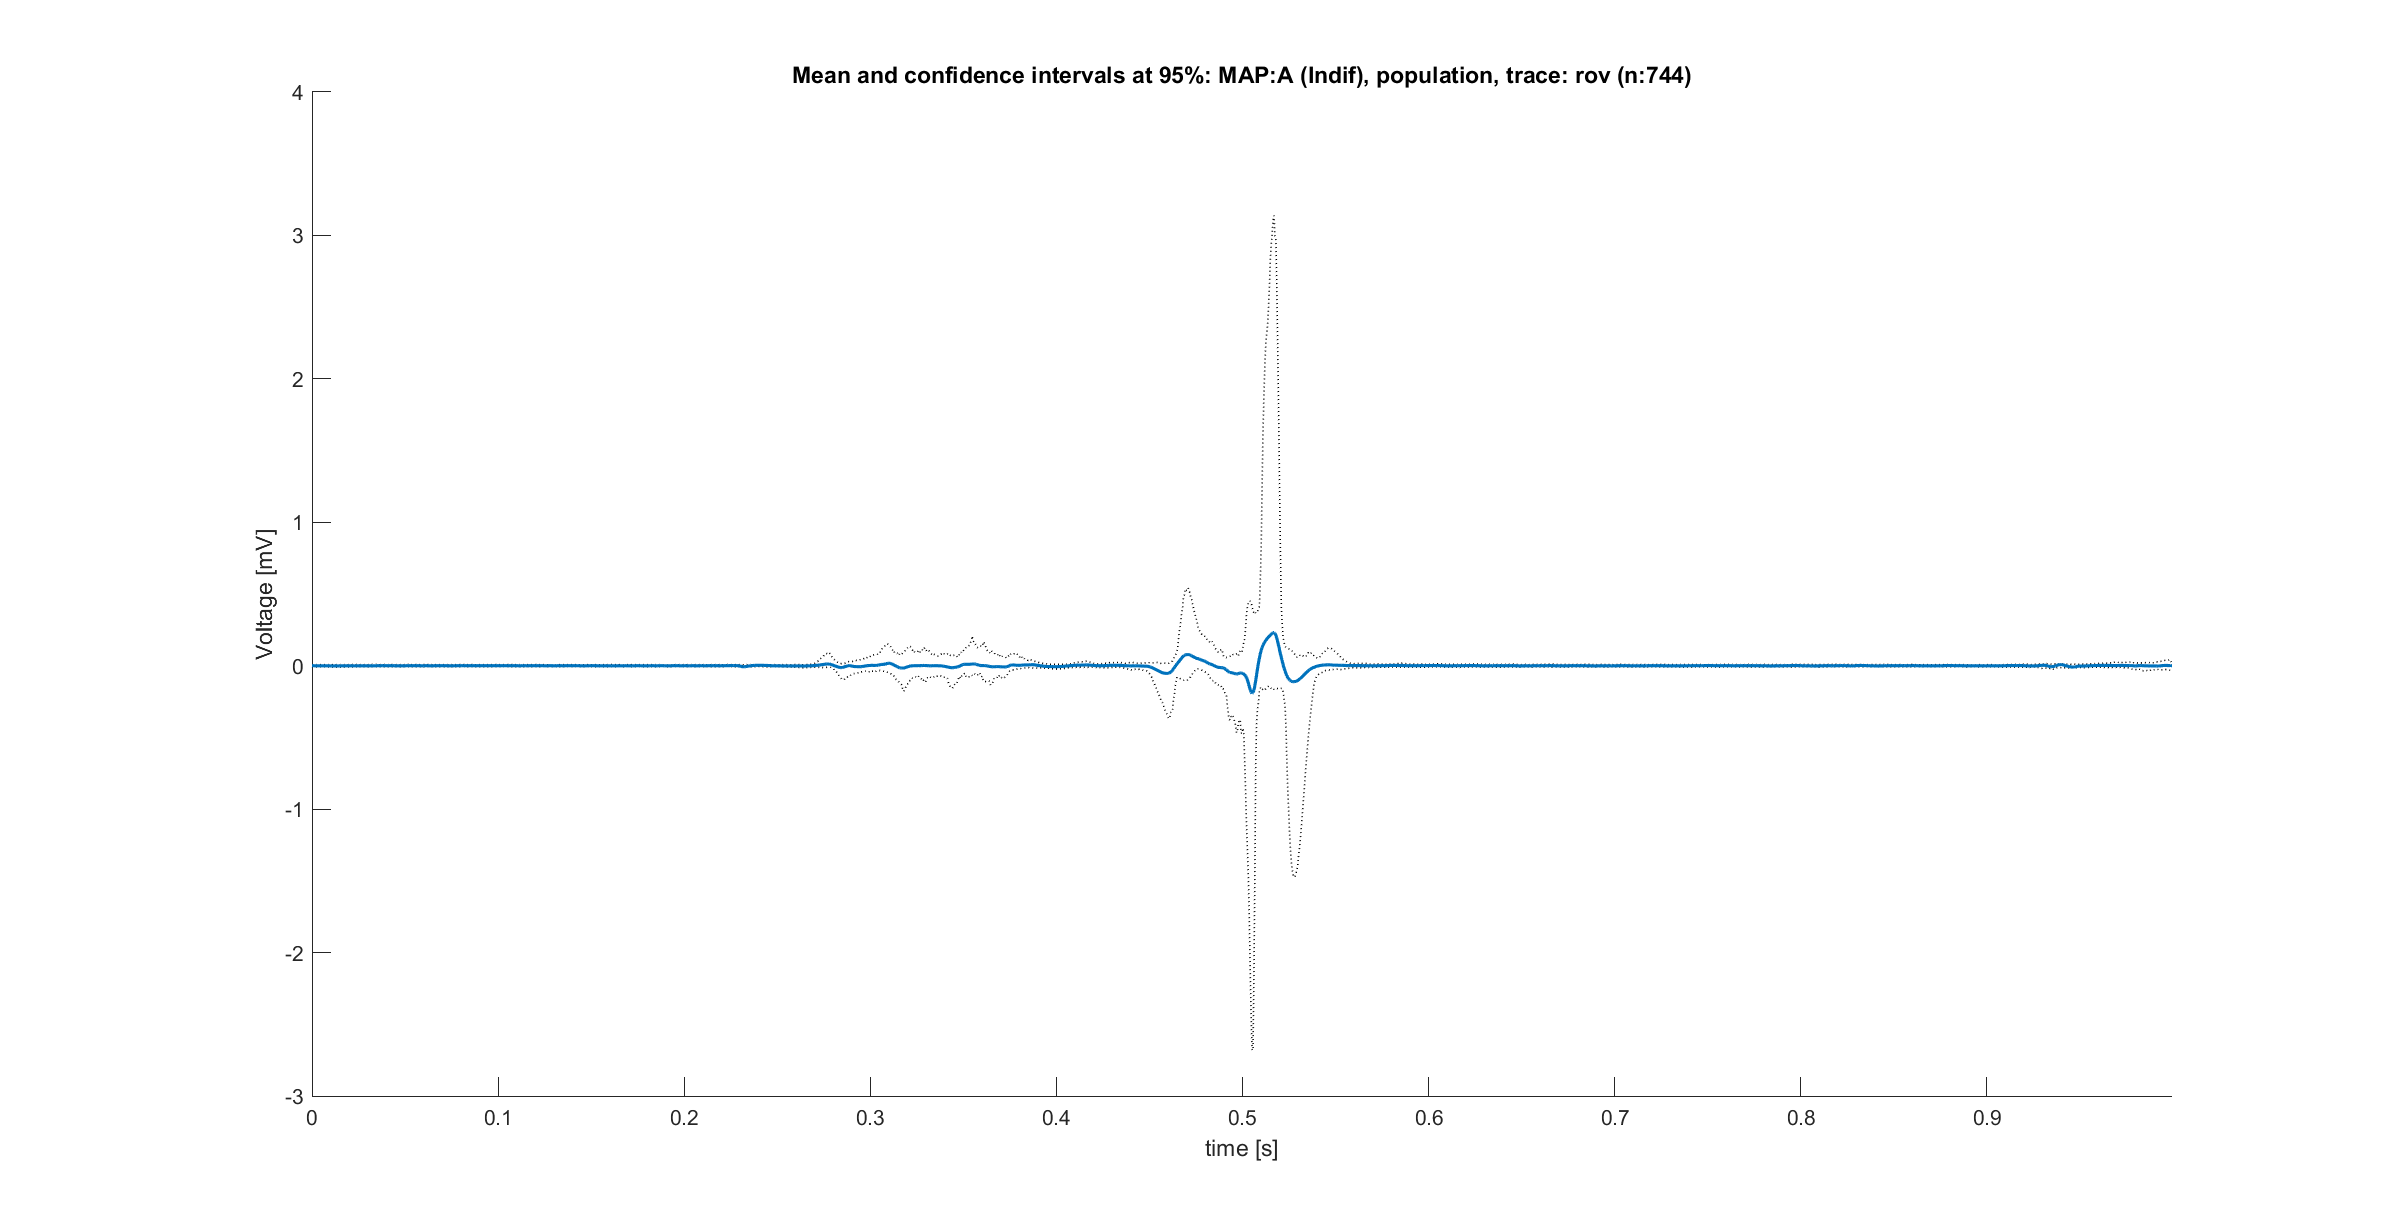 Mean and confidence intervals at 95%: MAP:A (Indif), population, trace: rov (n:744)
4
3
2
1
0
-1
-2
-3
Voltage [mV]
0 0.1 0.2 0.3 0.4 0.5 0.6 0.7 0.8 0.9
time [s]